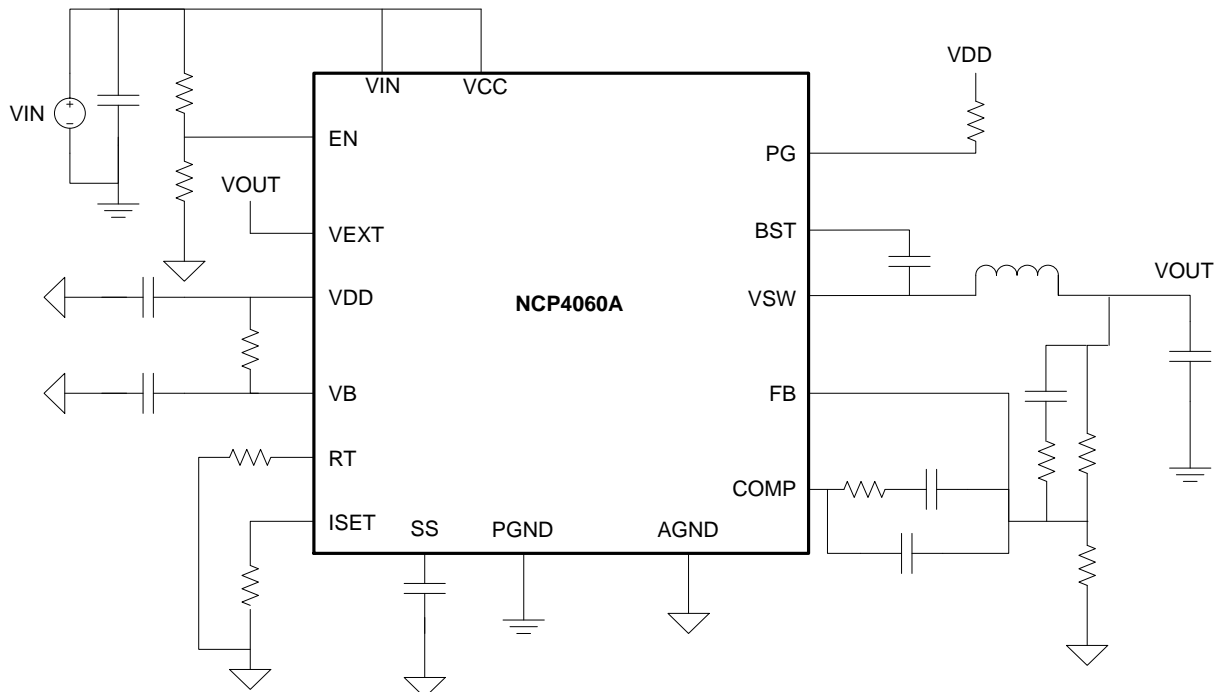 VIN
VCC
VDD
VIN
EN
PG
VOUT
VEXT
BST
VDD
NCP4060A
VSW
VOUT
VB
FB
RT
COMP
ISET
SS
PGND
AGND